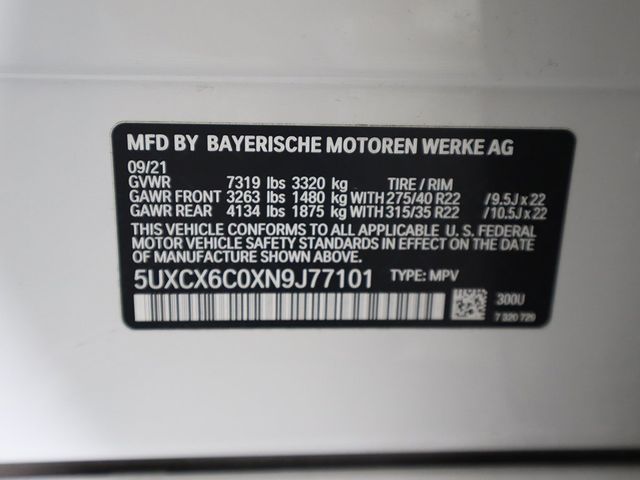 MFD BY BAYERISCHE MOTOREN WERKE AG
09/21
GVWR 7319 lbs 3320 kg TIRE / RIM
GAWR FRONT 3263 lbs 1480 kg WITH 275/40 R22 /9.5J x 22
GAWR REAR 4134 lbs 1875 kg WITH 315/35 R22 /10.5J x 22
THIS VEHICLE CONFORMS TO ALL APPLICABLE U. S. FEDERAL
MOTOR VEHICLE SAFETY STANDARDS IN EFFECT ON THE DATE
OF MANUFACTURE SHOWN ABOVE.
5UXCX6C0XN9J77101 TYPE: MPV
300U
7 320 729